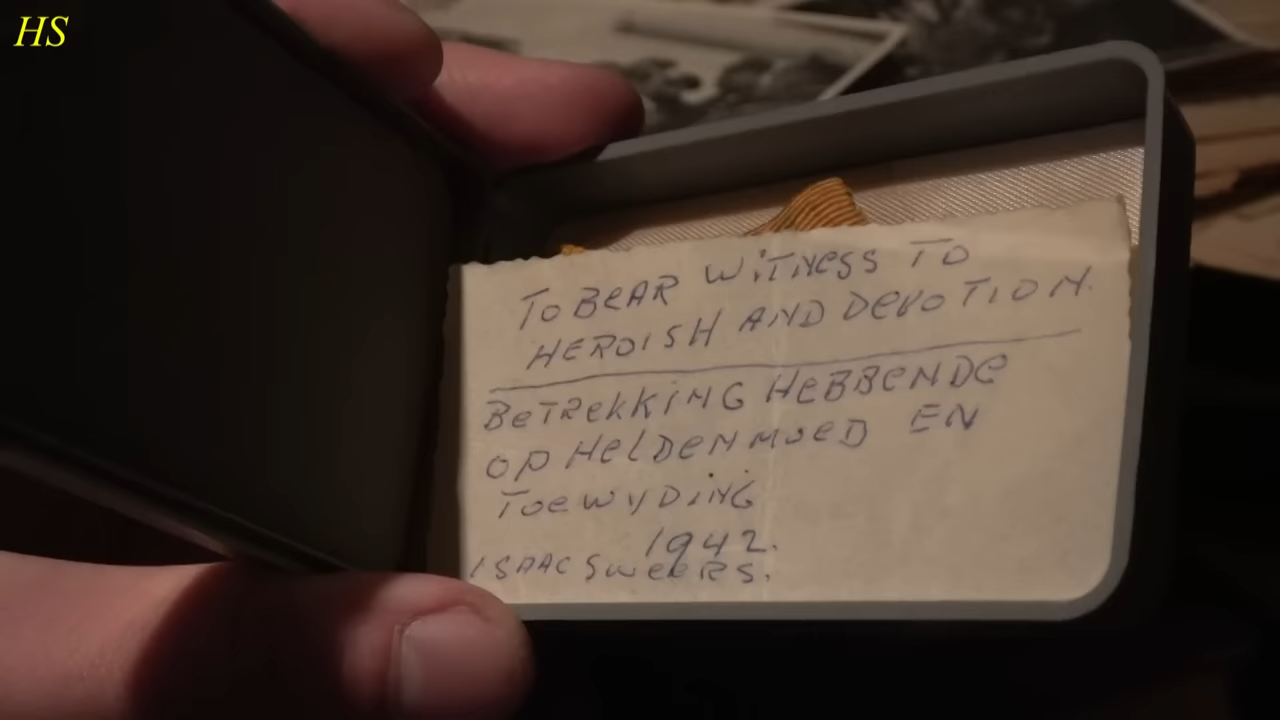 HS
TO BEAR WITNESS TO
HEROISH AND DEVOTION.
BETREKKING HEBBENDE
OP HELDENMOED EN
TOEWYDING
1942.
ISAAC SWEERS.